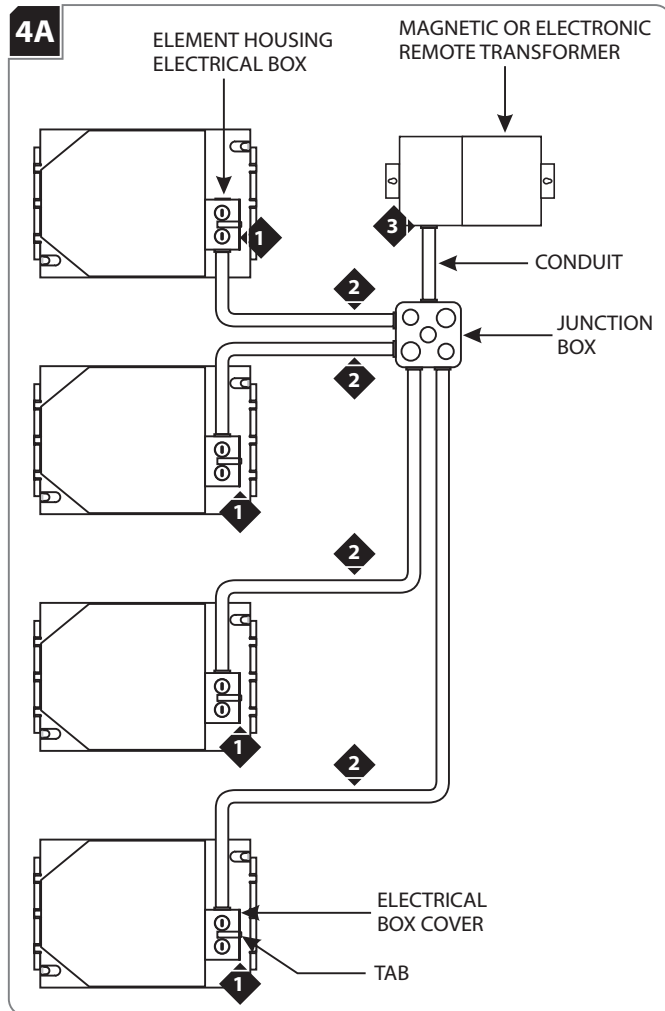 4A
ELEMENT HOUSING
ELECTRICAL BOX
MAGNETIC OR ELECTRONIC
REMOTE TRANSFORMER
1
3
CONDUIT
2
JUNCTION
BOX
2
1
2
1
2
ELECTRICAL
BOX COVER
TAB
1